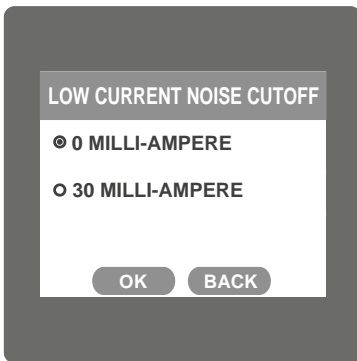 LOW CURRENT NOISE CUTOFF
0 MILLI-AMPERE
30 MILLI-AMPERE
OK BACK